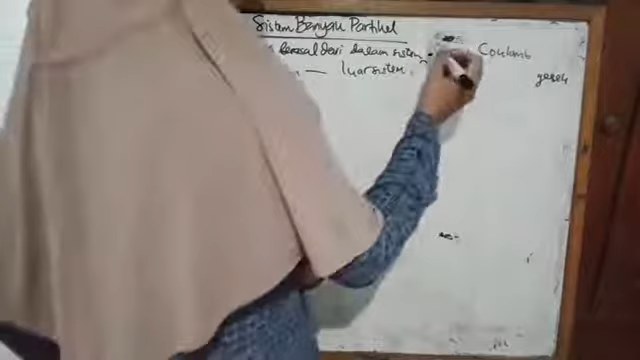 Sistem Banyak Partikel
berasal dari dalam sistem
Coulomb
— luar sistem.
gesek